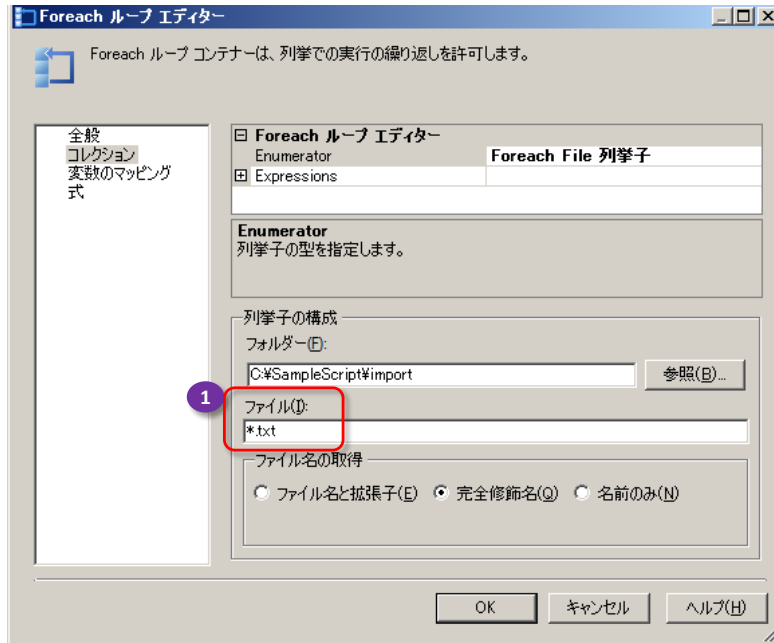 Foreach ループ エディター
Foreach ループ コンテナーは、列挙での実行の繰り返しを許可します。
全般
コレクション
変数のマッピング
式
Foreach ループ エディター
Enumerator Foreach File 列挙子
Expressions
Enumerator
列挙子の型を指定します。
列挙子の構成
フォルダー(F):
C:¥SampleScript¥import 参照(B)...
1
ファイル(I):
*.txt
ファイル名の取得
ファイル名と拡張子(E) 完全修飾名(Q) 名前のみ(N)
OK キャンセル ヘルプ(H)